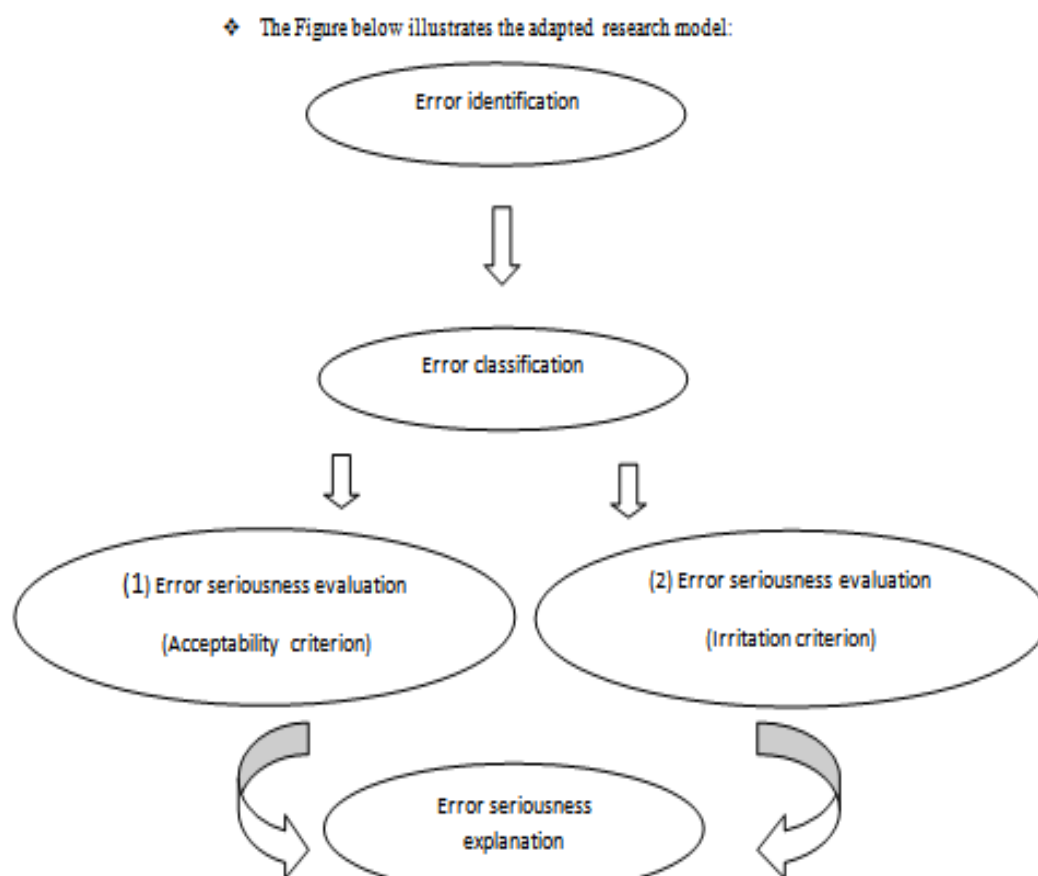 ❖ The Figure below illustrates the adapted research model:
Error identification
Error classification
(1) Error seriousness evaluation
(Acceptability criterion)
(2) Error seriousness evaluation
(Irritation criterion)
Error seriousness
explanation